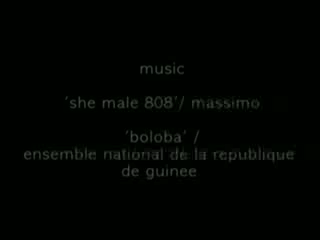 music
'she male 808'/ massimo
'boloba' /
ensemble national de la republique
de guinee